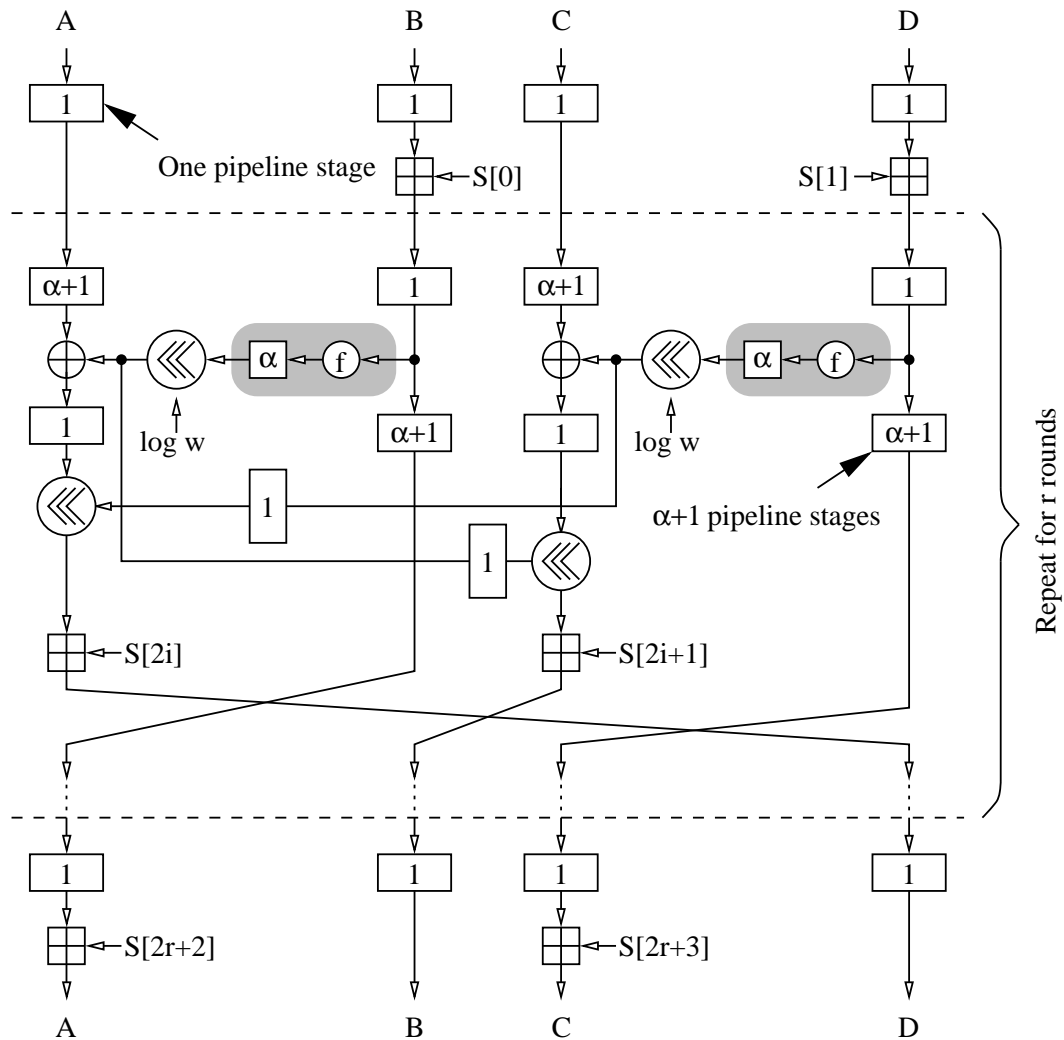 A B C D
1 1 1 1
One pipeline stage
S[0] S[1]
α+1 1 α+1 1
α f α f
log w log w
1 α+1 1 α+1
1 α+1 pipeline stages
1
S[2i] S[2i+1]
Repeat for r rounds
1 1 1 1
S[2r+2] S[2r+3]
A B C D